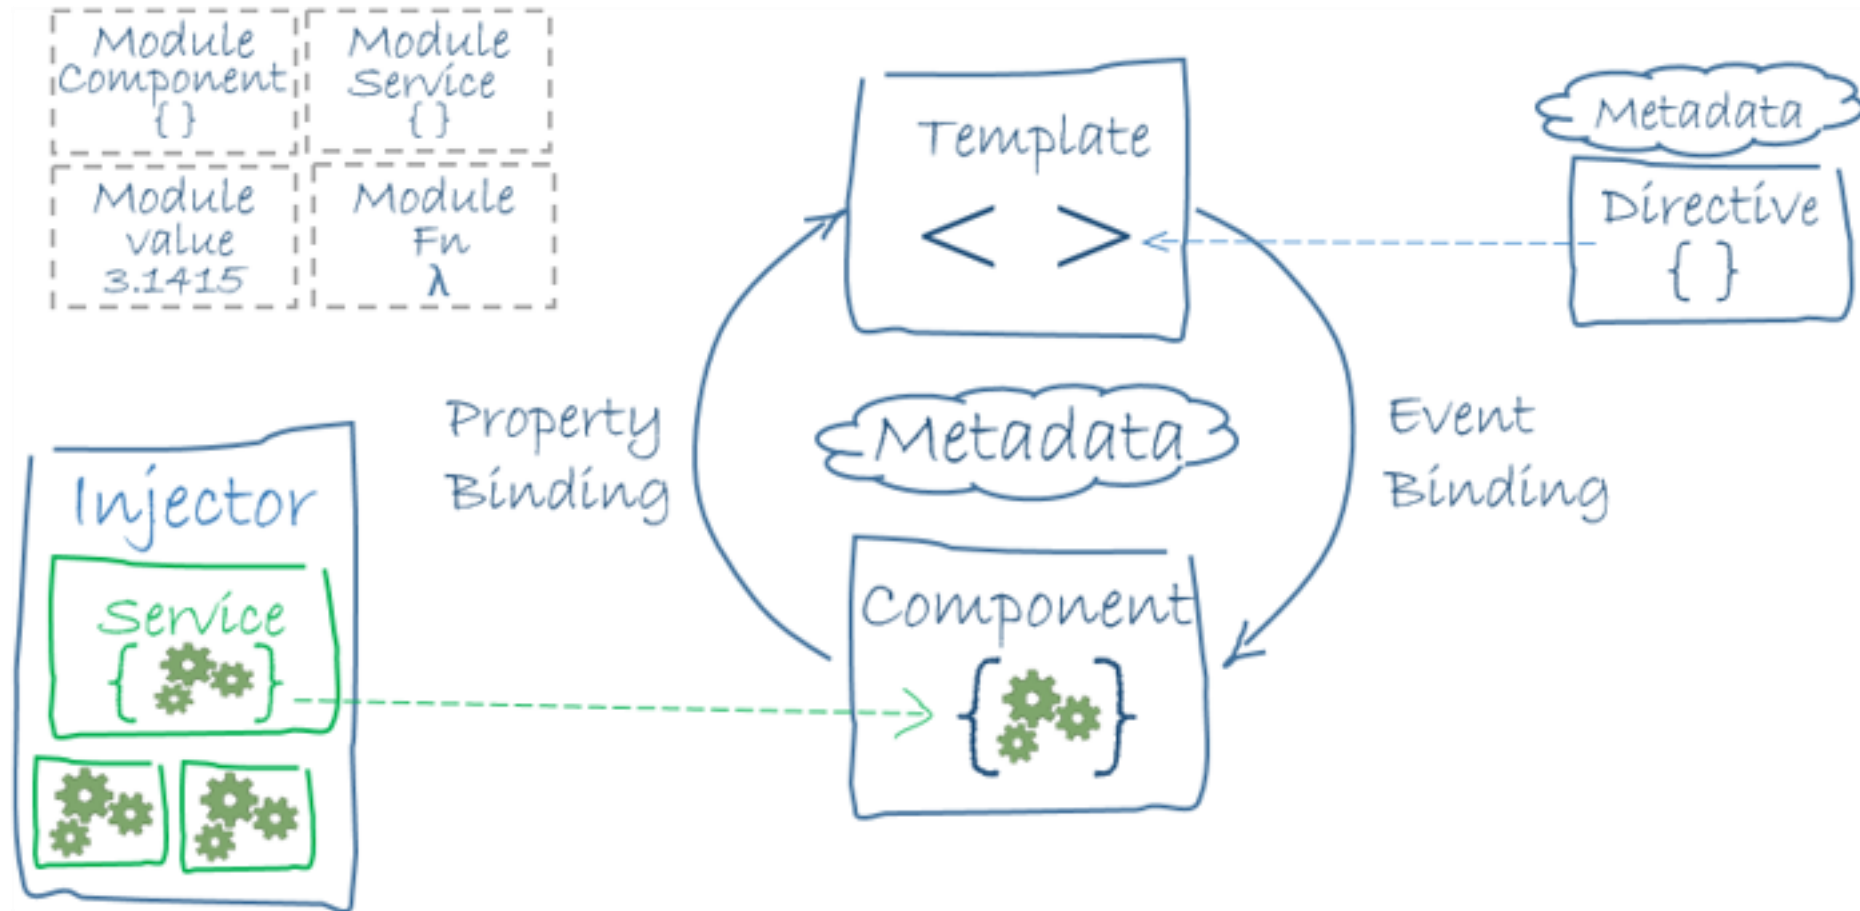 Module
Component
{ }
Module
Service
{ }
Module
value
3.1415
Module
Fn
λ
Template
< >
Metadata
Directive
{ }
Property
Binding
Metadata
Event
Binding
Injector
Service
{ }
Component
{ }